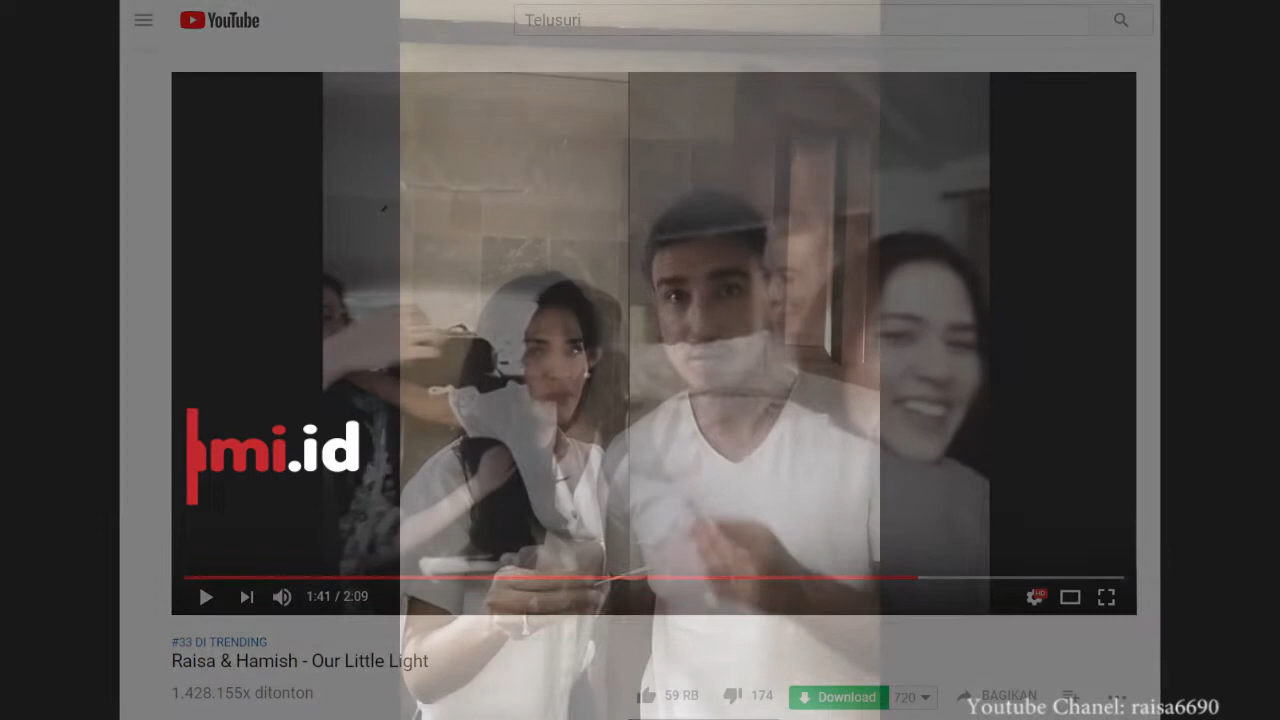 YouTube
Telusuri
mi.id
1:41 / 2:09
HD
#33 DI TRENDING
Raisa & Hamish - Our Little Light
1.428.155x ditonton
59 RB
174
Download
720
BAGIKAN
Youtube Chanel: raisa6690